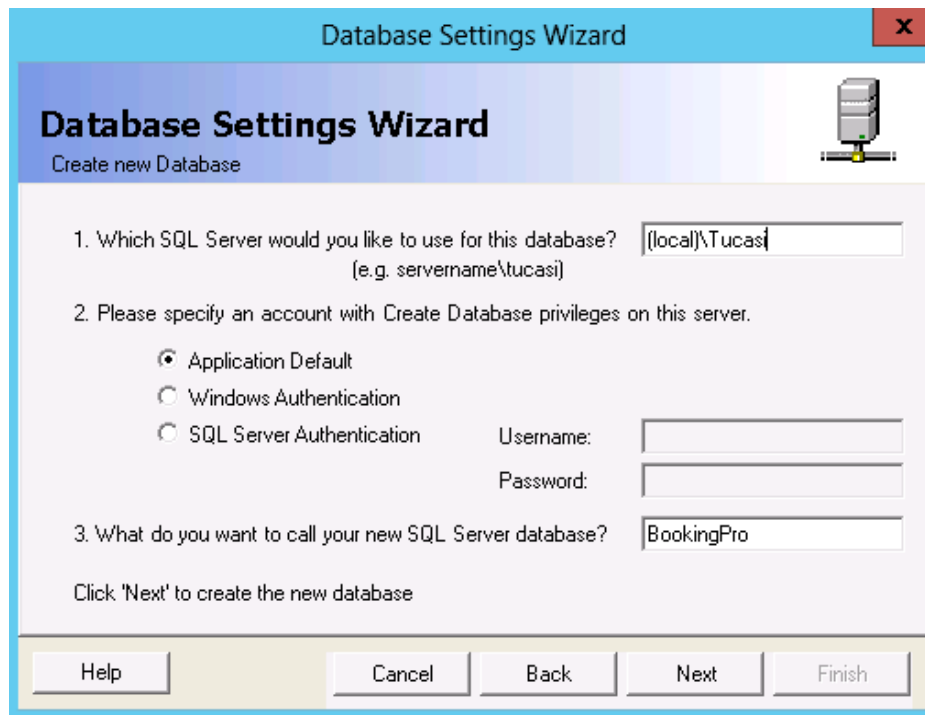 Database Settings Wizard
x
Database Settings Wizard
Create new Database
1. Which SQL Server would you like to use for this database? (local)\Tucasi
(e.g. servername\tucasi)
2. Please specify an account with Create Database privileges on this server.
Application Default
Windows Authentication
SQL Server Authentication Username:
Password:
3. What do you want to call your new SQL Server database? BookingPro
Click 'Next' to create the new database
Help Cancel Back Next Finish